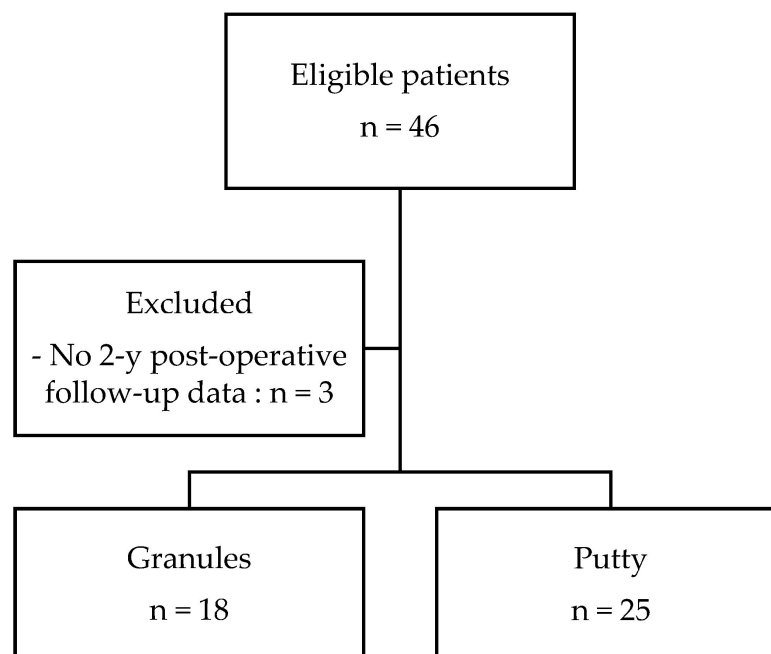 Eligible patients
n = 46
Excluded
- No 2-y post-operative
follow-up data : n = 3
Granules
n = 18
Putty
n = 25